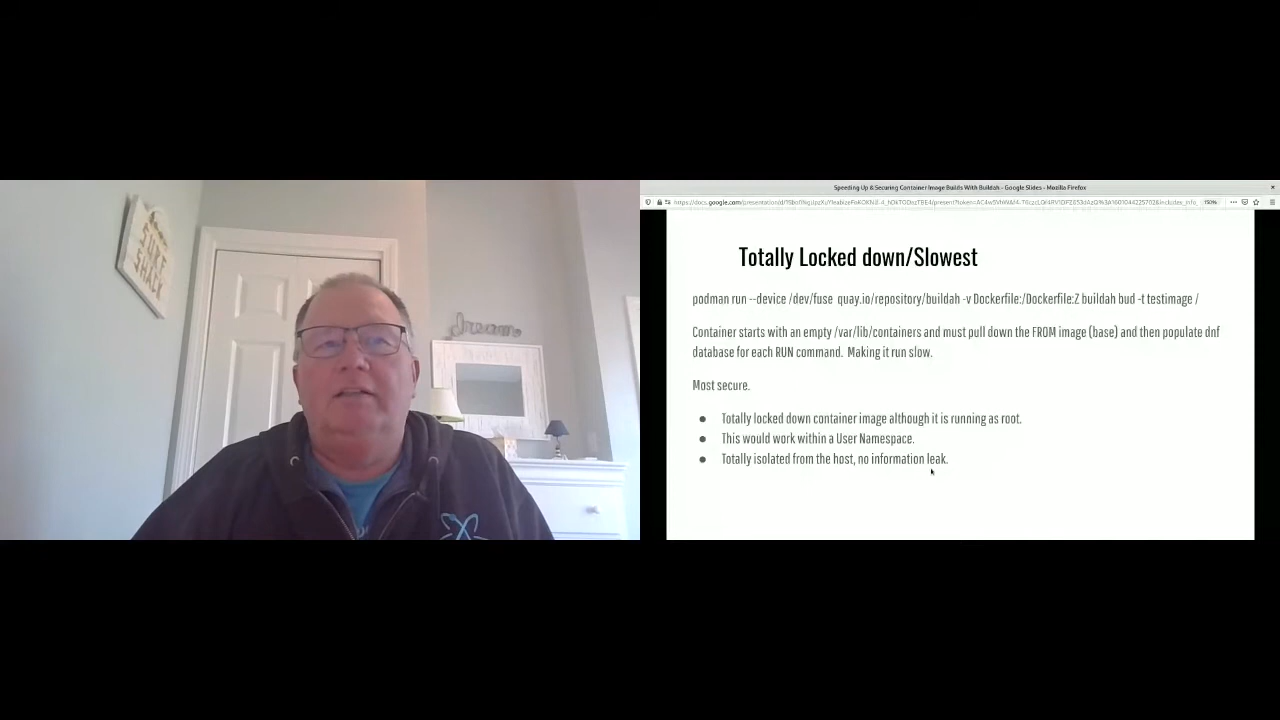 SURF
SHACK
dream
Speeding Up & Securing Container Image Builds With Buildah - Google Slides - Mozilla Firefox
150%
Totally Locked down/Slowest
podman run --device /dev/fuse quay.io/repository/buildah -v Dockerfile:/Dockerfile:Z buildah bud -t testimage /
Container starts with an empty /var/lib/containers and must pull down the FROM image (base) and then populate dnf
database for each RUN command. Making it run slow.
Most secure.
● Totally locked down container image although it is running as root.
● This would work within a User Namespace.
● Totally isolated from the host, no information leak.